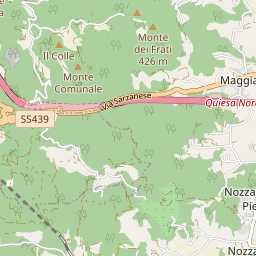 Monte
dei Frati
426 m
Il Colle
Monte
Comunale
Maggia
Via Sarzanese
Quiesa Nor
SS439
Nozza
Pie
Nozza